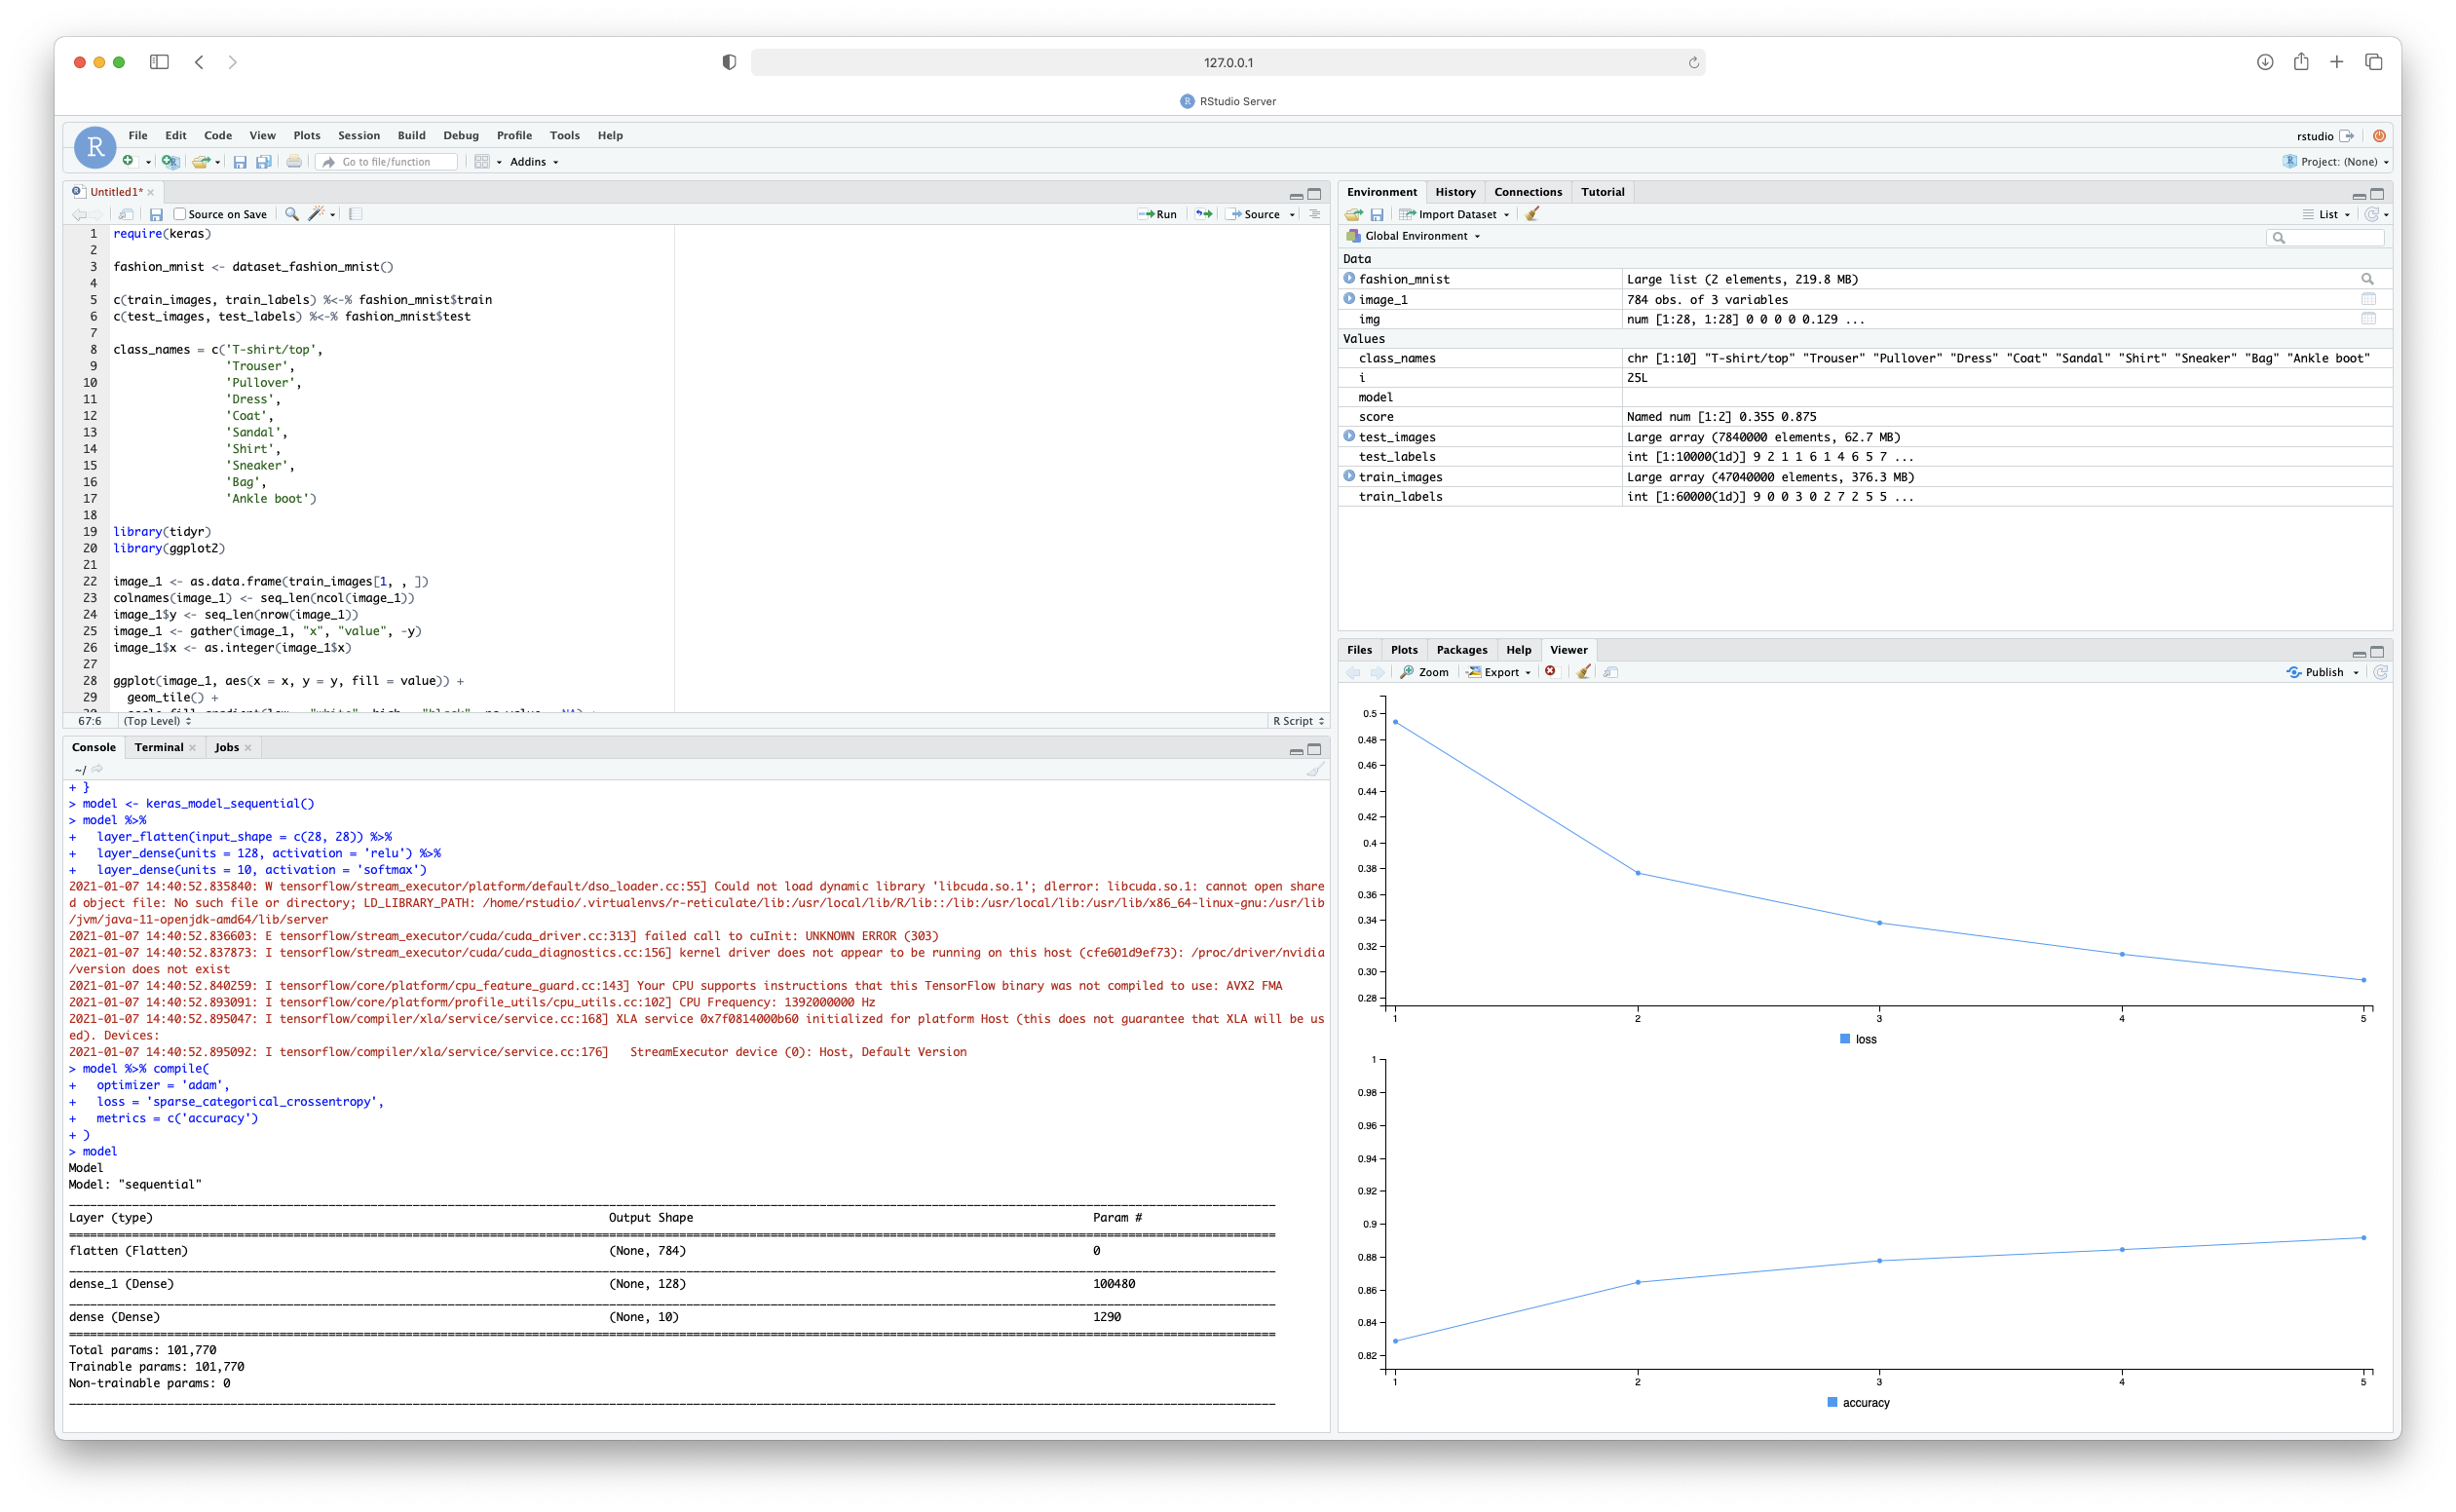 127.0.0.1
RStudio Server
File Edit Code View Plots Session Build Debug Profile Tools Help
rstudio
Go to file/function
Addins
Project: (None)
Untitled1*
Source on Save
Run
Source
1 require(keras)
2
3 fashion_mnist <- dataset_fashion_mnist()
4
5 c(train_images, train_labels) %<-% fashion_mnist$train
6 c(test_images, test_labels) %<-% fashion_mnist$test
7
8 class_names = c('T-shirt/top',
9 'Trouser',
10 'Pullover',
11 'Dress',
12 'Coat',
13 'Sandal',
14 'Shirt',
15 'Sneaker',
16 'Bag',
17 'Ankle boot')
18
19 library(tidyr)
20 library(ggplot2)
21
22 image_1 <- as.data.frame(train_images[1, , ])
23 colnames(image_1) <- seq_len(ncol(image_1))
24 image_1$y <- seq_len(nrow(image_1))
25 image_1 <- gather(image_1, "x", "value", -y)
26 image_1$x <- as.integer(image_1$x)
27
28 ggplot(image_1, aes(x = x, y = y, fill = value)) +
29 geom_tile() +
67:6 (Top Level)
R Script
Console Terminal Jobs
~/
+ }
> model <- keras_model_sequential()
> model %>%
+ layer_flatten(input_shape = c(28, 28)) %>%
+ layer_dense(units = 128, activation = 'relu') %>%
+ layer_dense(units = 10, activation = 'softmax')
2021-01-07 14:40:52.835840: W tensorflow/stream_executor/platform/default/dso_loader.cc:55] Could not load dynamic library 'libcuda.so.1'; dlerror: libcuda.so.1: cannot open share
d object file: No such file or directory; LD_LIBRARY_PATH: /home/rstudio/.virtualenvs/r-reticulate/lib:/usr/local/lib/R/lib::/lib:/usr/local/lib:/usr/lib/x86_64-linux-gnu:/usr/lib
/jvm/java-11-openjdk-amd64/lib/server
2021-01-07 14:40:52.836603: E tensorflow/stream_executor/cuda/cuda_driver.cc:313] failed call to cuInit: UNKNOWN ERROR (303)
2021-01-07 14:40:52.837873: I tensorflow/stream_executor/cuda/cuda_diagnostics.cc:156] kernel driver does not appear to be running on this host (cfe601d9ef73): /proc/driver/nvidia
/version does not exist
2021-01-07 14:40:52.840259: I tensorflow/core/platform/cpu_feature_guard.cc:143] Your CPU supports instructions that this TensorFlow binary was not compiled to use: AVX2 FMA
2021-01-07 14:40:52.893091: I tensorflow/core/platform/profile_utils/cpu_utils.cc:102] CPU Frequency: 1392000000 Hz
2021-01-07 14:40:52.895047: I tensorflow/compiler/xla/service/service.cc:168] XLA service 0x7f0814000b60 initialized for platform Host (this does not guarantee that XLA will be us
ed). Devices:
2021-01-07 14:40:52.895092: I tensorflow/compiler/xla/service/service.cc:176] StreamExecutor device (0): Host, Default Version
> model %>% compile(
+ optimizer = 'adam',
+ loss = 'sparse_categorical_crossentropy',
+ metrics = c('accuracy')
+ )
> model
Model
Model: "sequential"
Layer (type) Output Shape Param #
flatten (Flatten) (None, 784) 0
dense_1 (Dense) (None, 128) 100480
dense (Dense) (None, 10) 1290
Total params: 101,770
Trainable params: 101,770
Non-trainable params: 0
Environment History Connections Tutorial
Import Dataset
List
Global Environment
Data
fashion_mnist Large list (2 elements, 219.8 MB)
image_1 784 obs. of 3 variables
img num [1:28, 1:28] 0 0 0 0 0.129 ...
Values
class_names chr [1:10] "T-shirt/top" "Trouser" "Pullover" "Dress" "Coat" "Sandal" "Shirt" "Sneaker" "Bag" "Ankle boot"
i 25L
model
score Named num [1:2] 0.355 0.875
test_images Large array (7840000 elements, 62.7 MB)
test_labels int [1:10000(1d)] 9 2 1 1 6 1 4 6 5 7 ...
train_images Large array (47040000 elements, 376.3 MB)
train_labels int [1:60000(1d)] 9 0 0 3 0 2 7 2 5 5 ...
Files Plots Packages Help Viewer
Zoom
Export
Publish
0.5
0.48
0.46
0.44
0.42
0.4
0.38
0.36
0.34
0.32
0.30
0.28
1 2 3 4 5
loss
1
0.98
0.96
0.94
0.92
0.9
0.88
0.86
0.84
0.82
1 2 3 4 5
accuracy